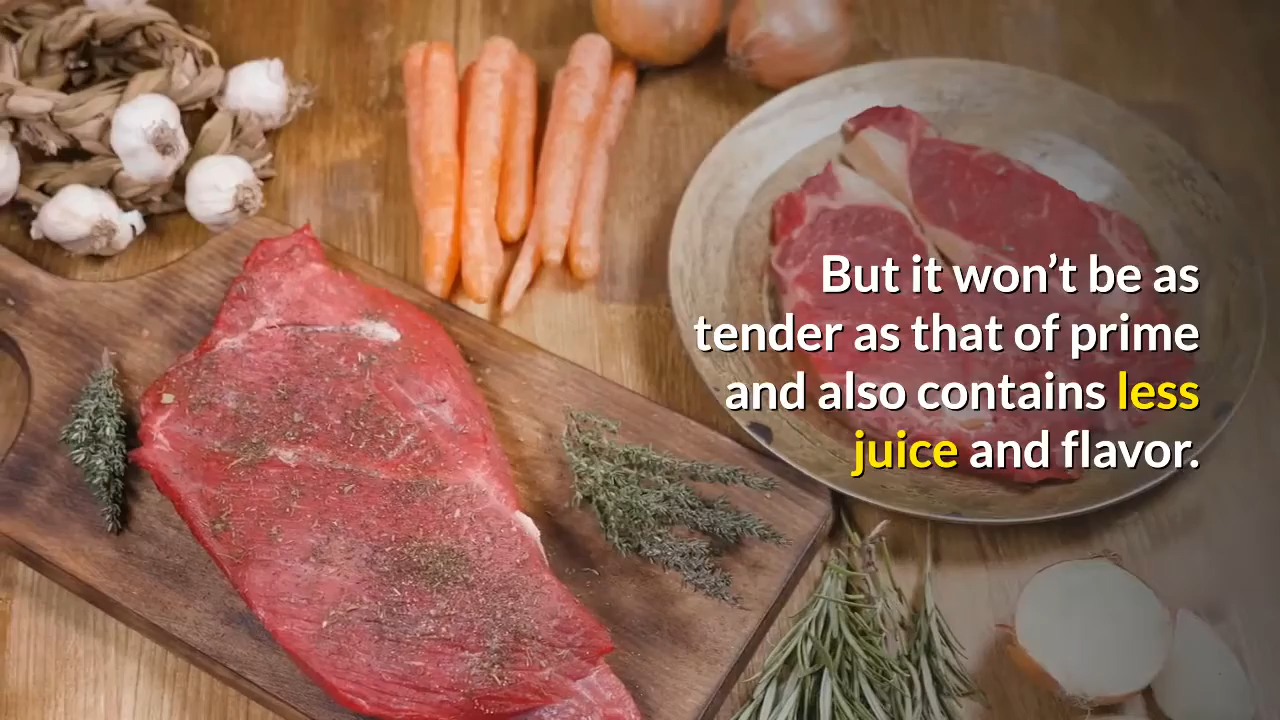 But it won’t be as
tender as that of prime
and also contains less
juice and flavor.